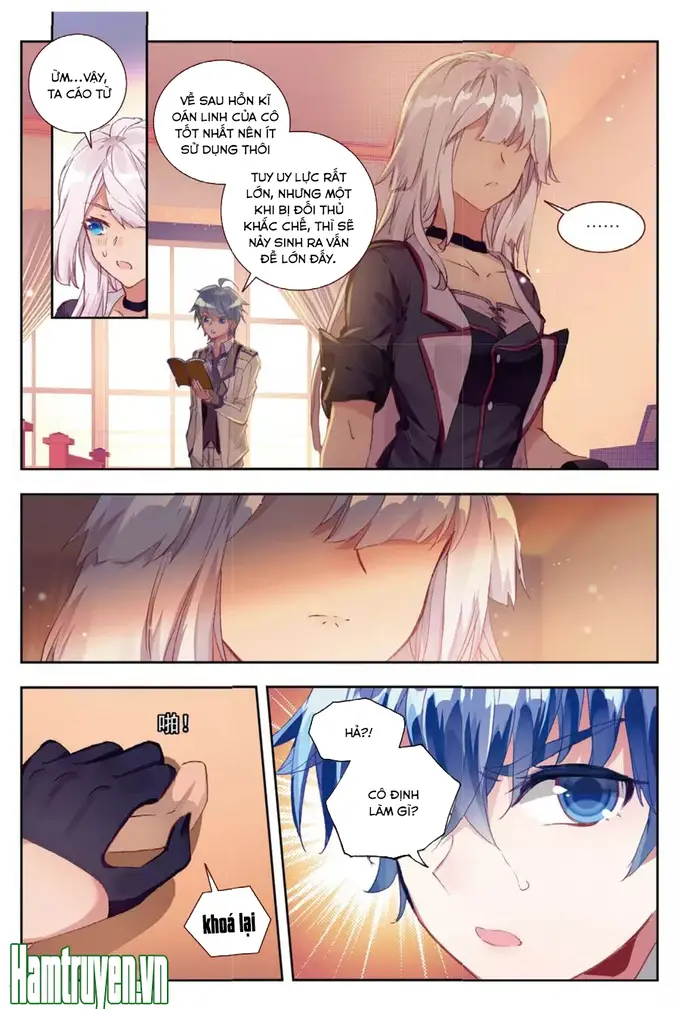 ỪM...VẬY,
TA CÁO TỪ
VỀ SAU HỒN KĨ
OÁN LINH CỦA CÔ
TỐT NHẤT NÊN ÍT
SỬ DỤNG THÔI
TUY UY LỰC RẤT
LỚN, NHƯNG MỘT
KHI BỊ ĐỐI THỦ
KHẮC CHẾ, THÌ SẼ
NẢY SINH RA VẤN
ĐỀ LỚN ĐẤY.
......
啪！
khoá lại
HẢ?!
CÔ ĐỊNH
LÀM GÌ?
Hamtruyen.vn